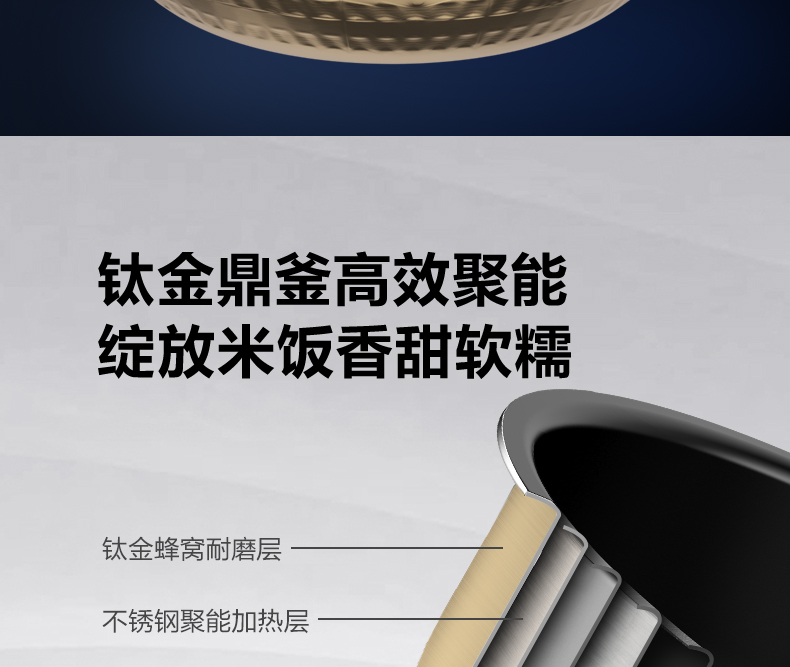 钛金鼎釜高效聚能
绽放米饭香甜软糯
钛金蜂窝耐磨层
不锈钢聚能加热层